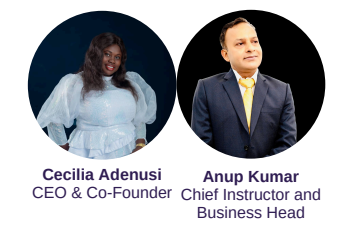 Cecilia Adenusi
CEO & Co-Founder
Anup Kumar
Chief Instructor and
Business Head